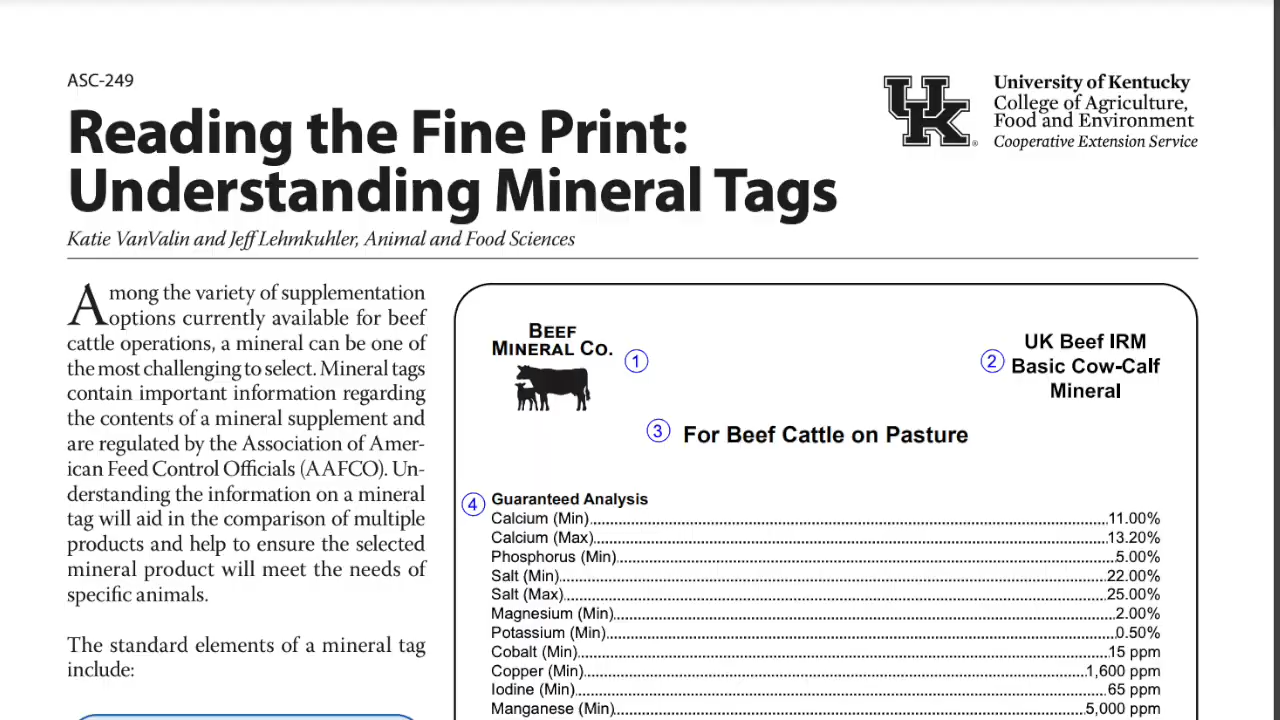 ASC-249
Reading the Fine Print:
Understanding Mineral Tags
Katie VanValin and Jeff Lehmkuhler, Animal and Food Sciences
UK
®
University of Kentucky
College of Agriculture,
Food and Environment
Cooperative Extension Service
Among the variety of supplementation
options currently available for beef
cattle operations, a mineral can be one of
the most challenging to select. Mineral tags
contain important information regarding
the contents of a mineral supplement and
are regulated by the Association of Amer-
ican Feed Control Officials (AAFCO). Un-
derstanding the information on a mineral
tag will aid in the comparison of multiple
products and help to ensure the selected
mineral product will meet the needs of
specific animals.
The standard elements of a mineral tag
include:
BEEF
MINERAL CO.
1
2
UK Beef IRM
Basic Cow-Calf
Mineral
3 For Beef Cattle on Pasture
4 Guaranteed Analysis
Calcium (Min)................11.00%
Calcium (Max)................13.20%
Phosphorus (Min)................5.00%
Salt (Min)................22.00%
Salt (Max)................25.00%
Magnesium (Min)................2.00%
Potassium (Min)................0.50%
Cobalt (Min)................15 ppm
Copper (Min)................1,600 ppm
Iodine (Min)................65 ppm
Manganese (Min)................5,000 ppm